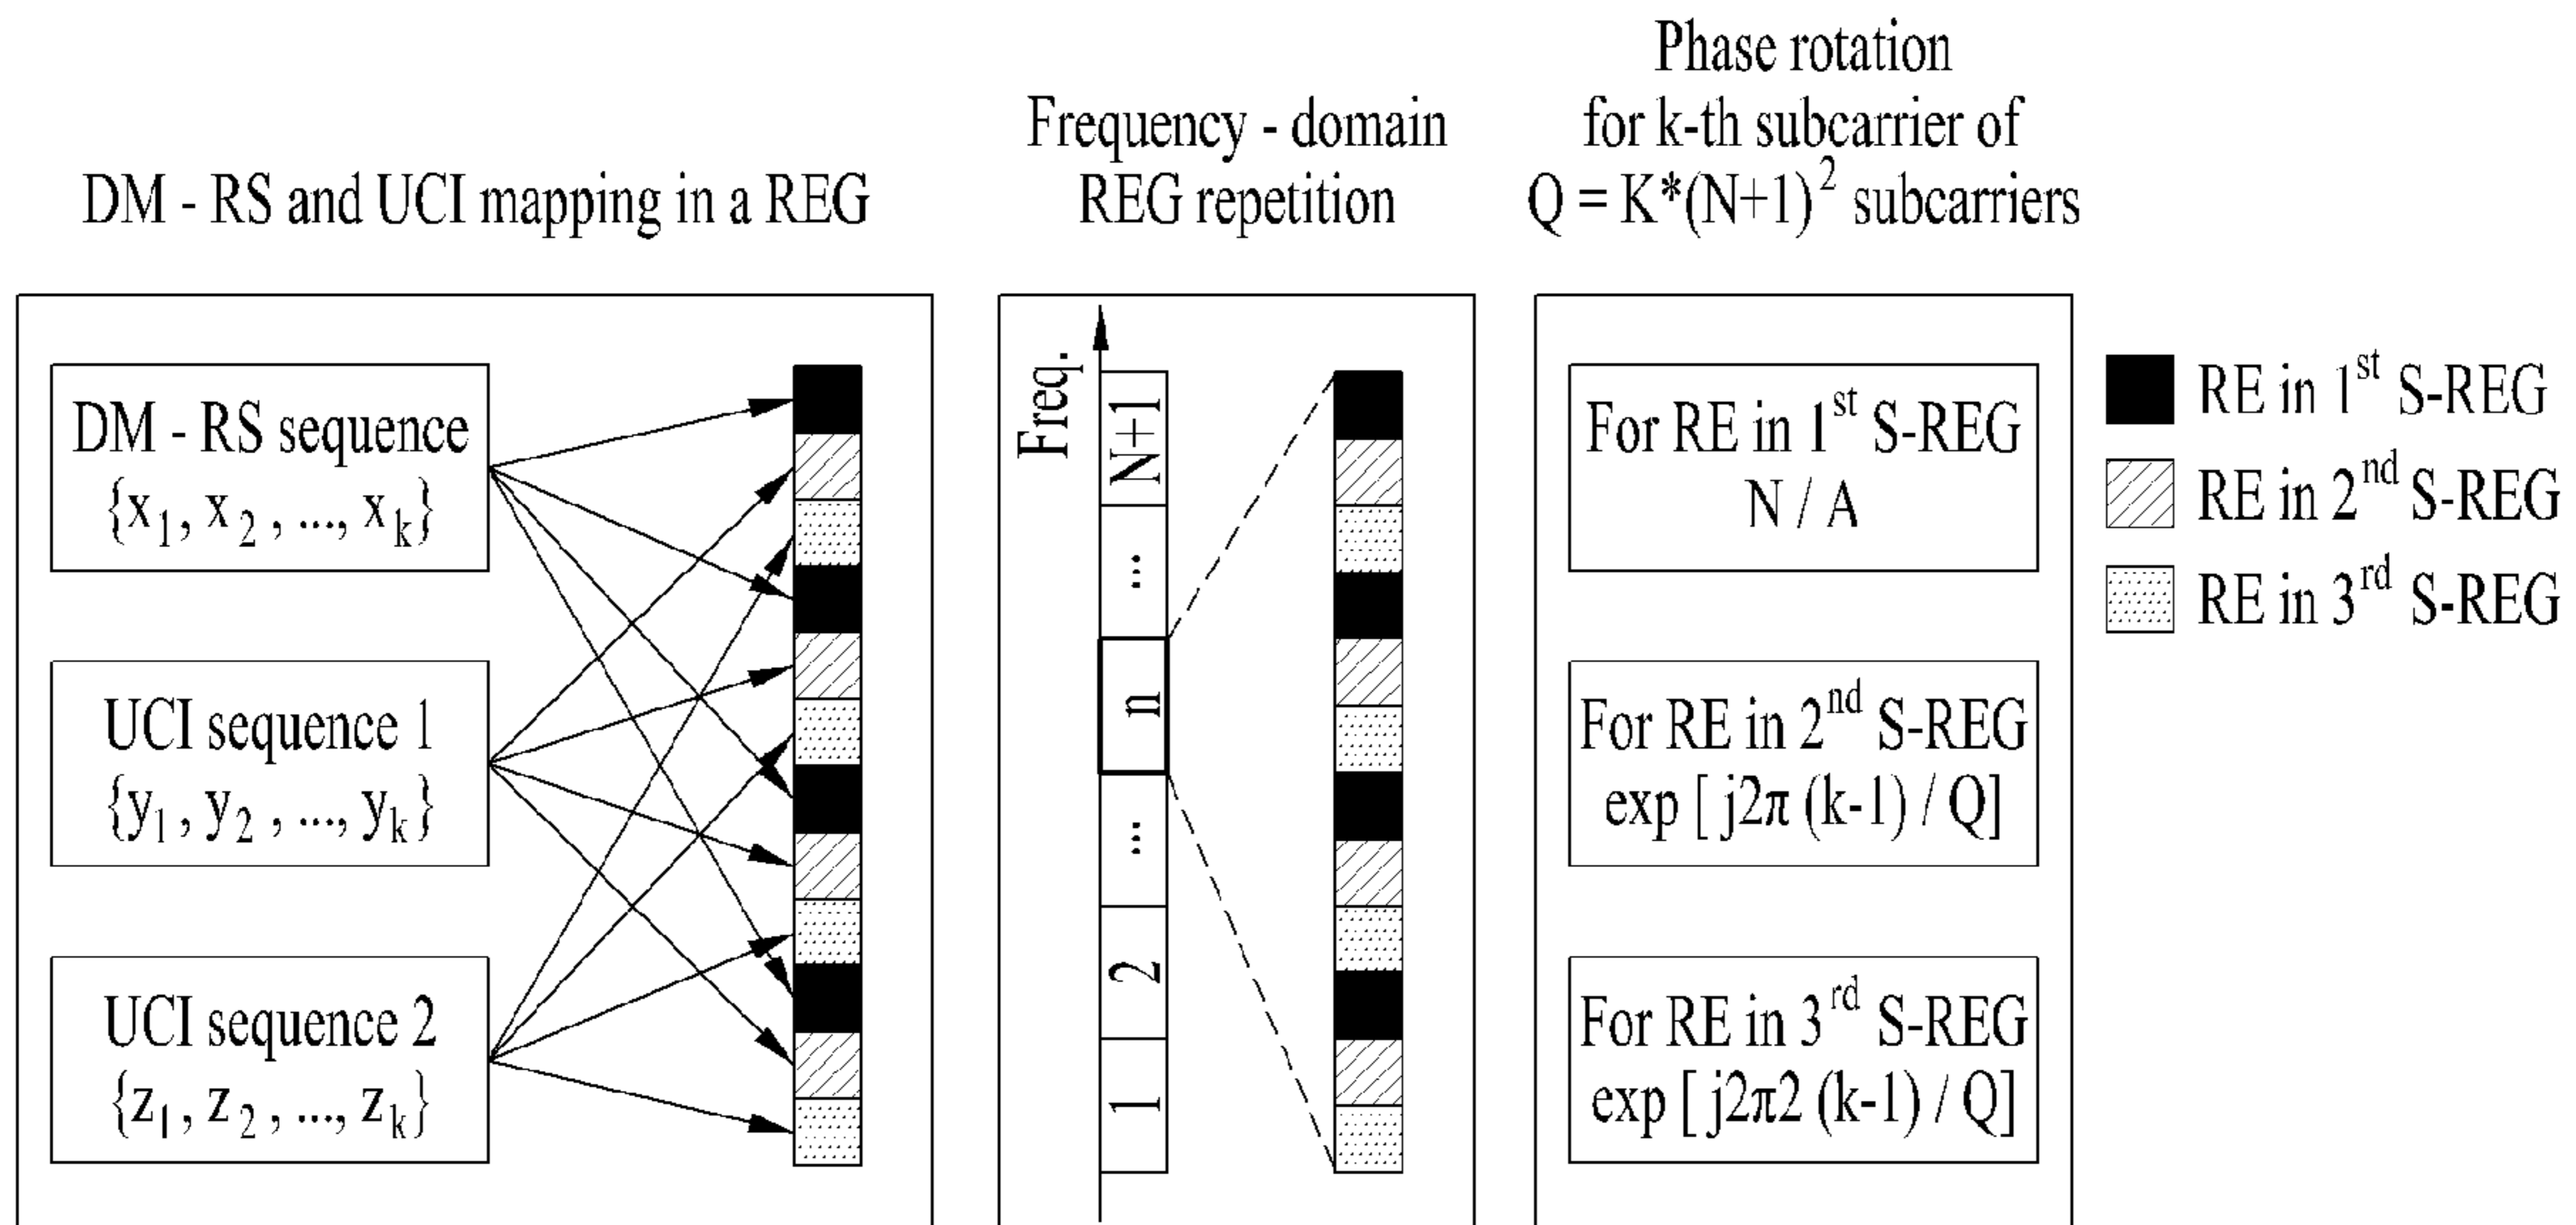 DM - RS and UCI mapping in a REG
Frequency - domain
REG repetition
Phase rotation
for k-th subcarrier of
Q = K*(N+1)² subcarriers
DM - RS sequence
{x₁, x₂, ..., xₖ}
UCI sequence 1
{y₁, y₂, ..., yₖ}
UCI sequence 2
{z₁, z₂, ..., zₖ}
Freq.
N+1
...
n
...
2
1
For RE in 1st S-REG
N / A
For RE in 2nd S-REG
exp [ j2π (k-1) / Q]
For RE in 3rd S-REG
exp [ j2π2 (k-1) / Q]
RE in 1st S-REG
RE in 2nd S-REG
RE in 3rd S-REG